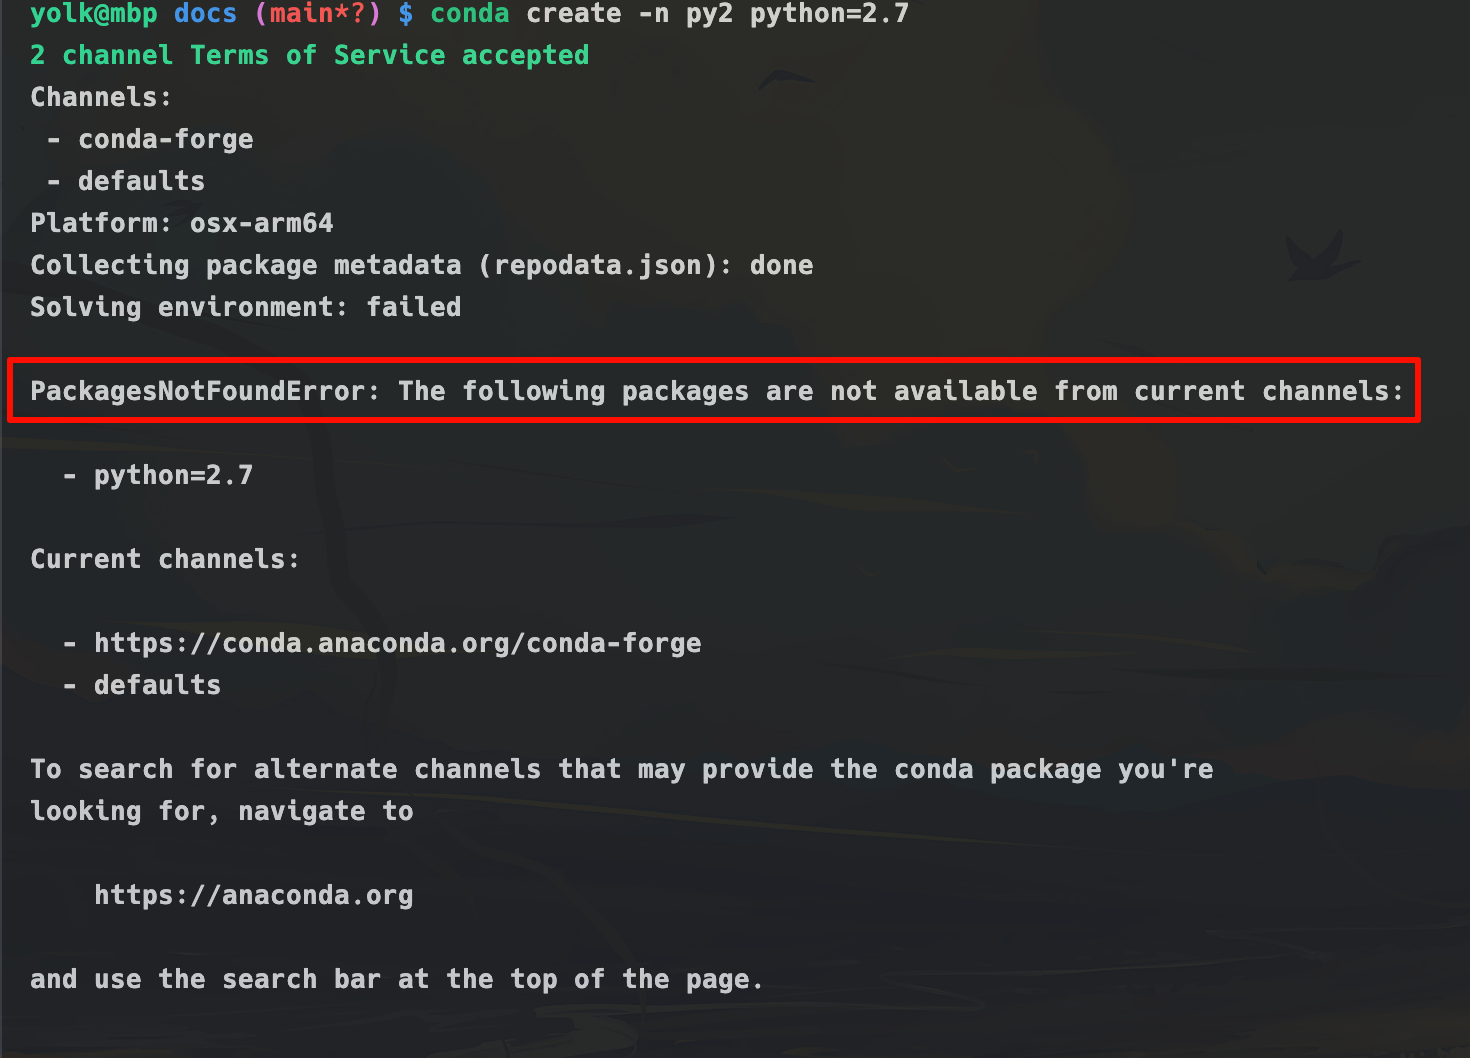 yolk@mbp docs (main*?) $ conda create -n py2 python=2.7
2 channel Terms of Service accepted
Channels:
 - conda-forge
 - defaults
Platform: osx-arm64
Collecting package metadata (repodata.json): done
Solving environment: failed

PackagesNotFoundError: The following packages are not available from current channels:

  - python=2.7

Current channels:

  - https://conda.anaconda.org/conda-forge
  - defaults

To search for alternate channels that may provide the conda package you're
looking for, navigate to

    https://anaconda.org

and use the search bar at the top of the page.